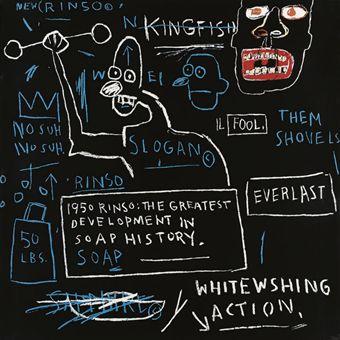 NEW(RINSO©
N KINGFISH
W EI
IL FOOL.
THEM
SHOVELS
NO SUH
NO SUH
SLOGAN©
RINSO
1950 RINSO: THE GREATEST
DEVELOPMENT IN
SOAP HISTORY.
SOAP
EVERLAST
50
LBS.
WHITEWSHING
ACTION.